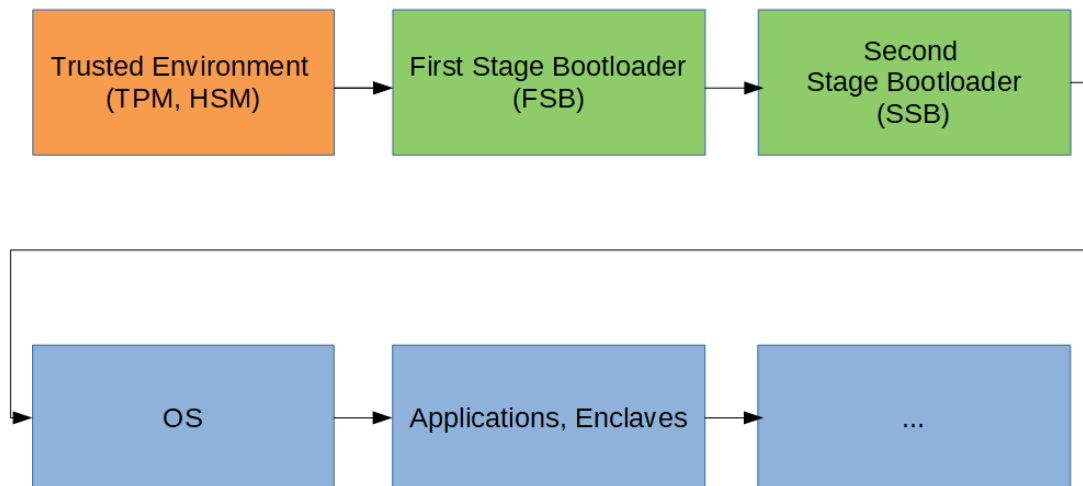 Trusted Environment
(TPM, HSM)
First Stage Bootloader
(FSB)
Second
Stage Bootloader
(SSB)
OS
Applications, Enclaves
...